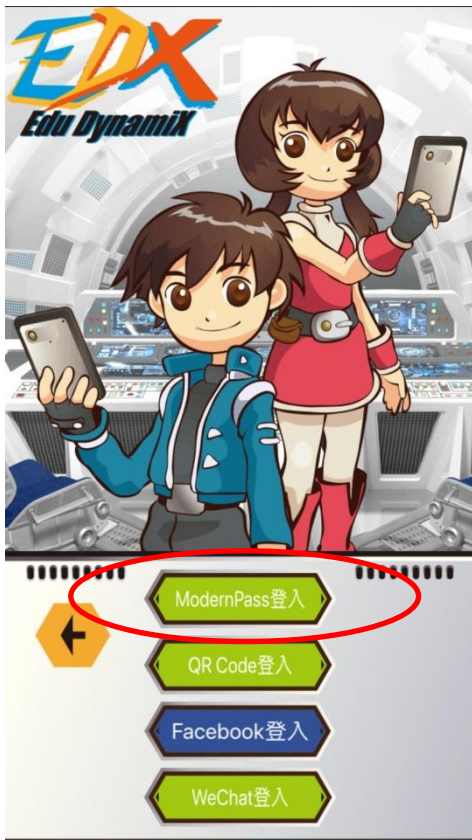 EDX
Edu DynamiX
ModernPass登入
QR Code登入
Facebook登入
WeChat登入